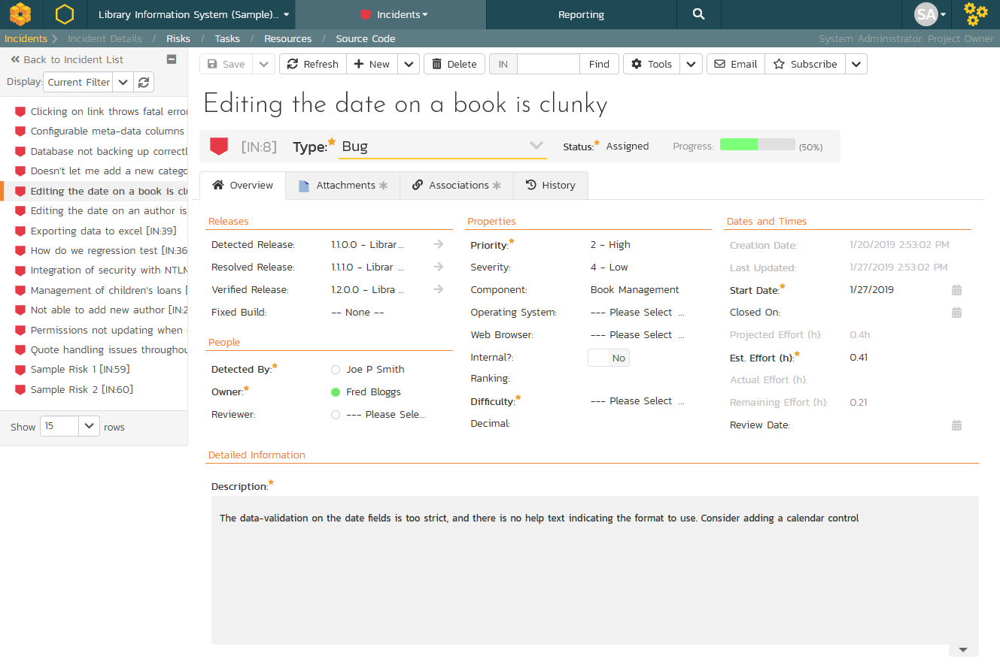 Library Information System (Sample)... Incidents Reporting SA
Incidents Incident Details / Risks / Tasks / Resources / Source Code System Administrator: Project Owner
Back to Incident List
Display: Current Filter
Clicking on link throws fatal error
Configurable meta-data columns
Database not backing up correctl
Doesn't let me add a new catego
Editing the date on a book is clu
Editing the date on an author is
Exporting data to excel [IN:39]
How do we regression test [IN:36
Integration of security with NTLM
Management of children's loans [
Not able to add new author [IN:2
Permissions not updating when
Quote handling issues throughou
Sample Risk 1 [IN:59]
Sample Risk 2 [IN:60]
Show 15 rows
Save Refresh New Delete IN Find Tools Email Subscribe
Editing the date on a book is clunky
[IN:8] Type: Bug Status: Assigned Progress: (50%)
Overview Attachments Associations History
Releases
Detected Release: 1.1.0.0 - Librar...
Resolved Release: 1.1.1.0 - Librar ...
Verified Release: 1.2.0.0 - Libra ...
Fixed Build: -- None --
People
Detected By: Joe P Smith
Owner: Fred Bloggs
Reviewer: --- Please Sele...
Properties
Priority: 2 - High
Severity: 4 - Low
Component: Book Management
Operating System: --- Please Select ...
Web Browser: --- Please Select ...
Internal?: No
Ranking:
Difficulty: --- Please Select ...
Decimal:
Dates and Times
Creation Date: 1/20/2019 2:53:02 PM
Last Updated: 1/27/2019 2:53:02 PM
Start Date: 1/27/2019
Closed On:
Projected Effort (h): 0.4h
Est. Effort (h): 0.41
Actual Effort (h):
Remaining Effort (h): 0.21
Review Date:
Detailed Information
Description:
The data-validation on the date fields is too strict, and there is no help text indicating the format to use. Consider adding a calendar control